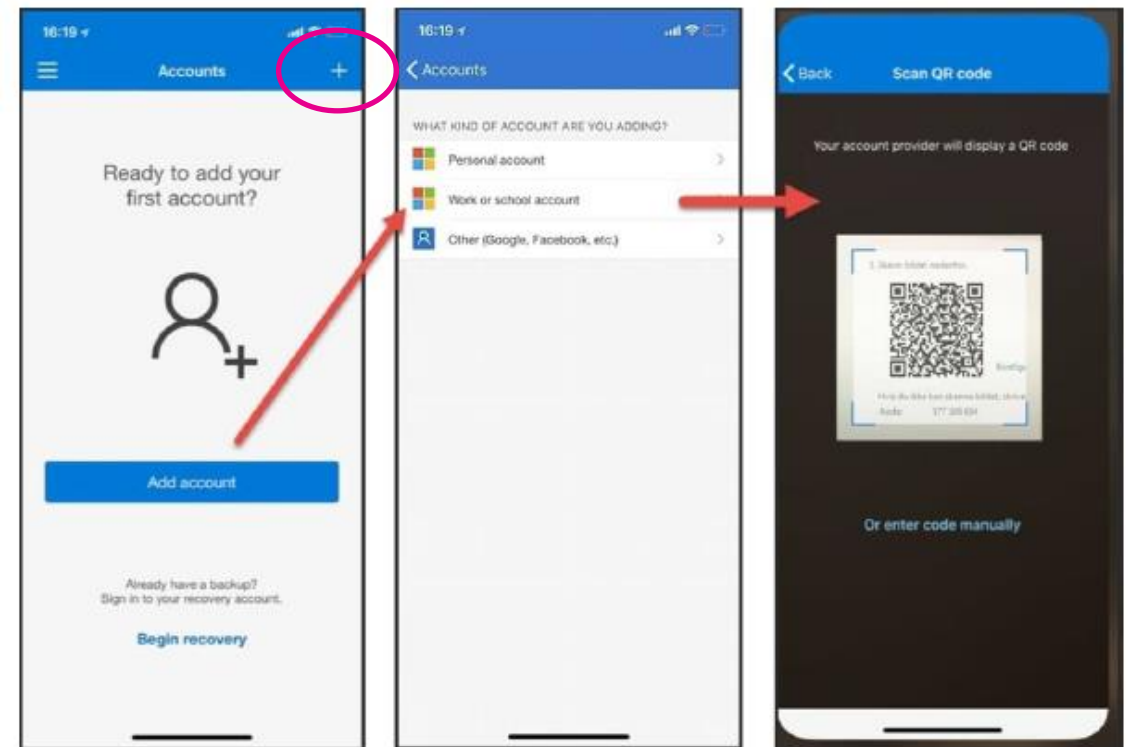 16:19
Accounts
+
Ready to add your
first account?
Add account
Already have a backup?
Sign in to your recovery account.
Begin recovery
16:19
Accounts
WHAT KIND OF ACCOUNT ARE YOU ADDING?
Personal account
Work or school account
Other (Google, Facebook, etc.)
Back
Scan QR code
Your account provider will display a QR code
Or enter code manually